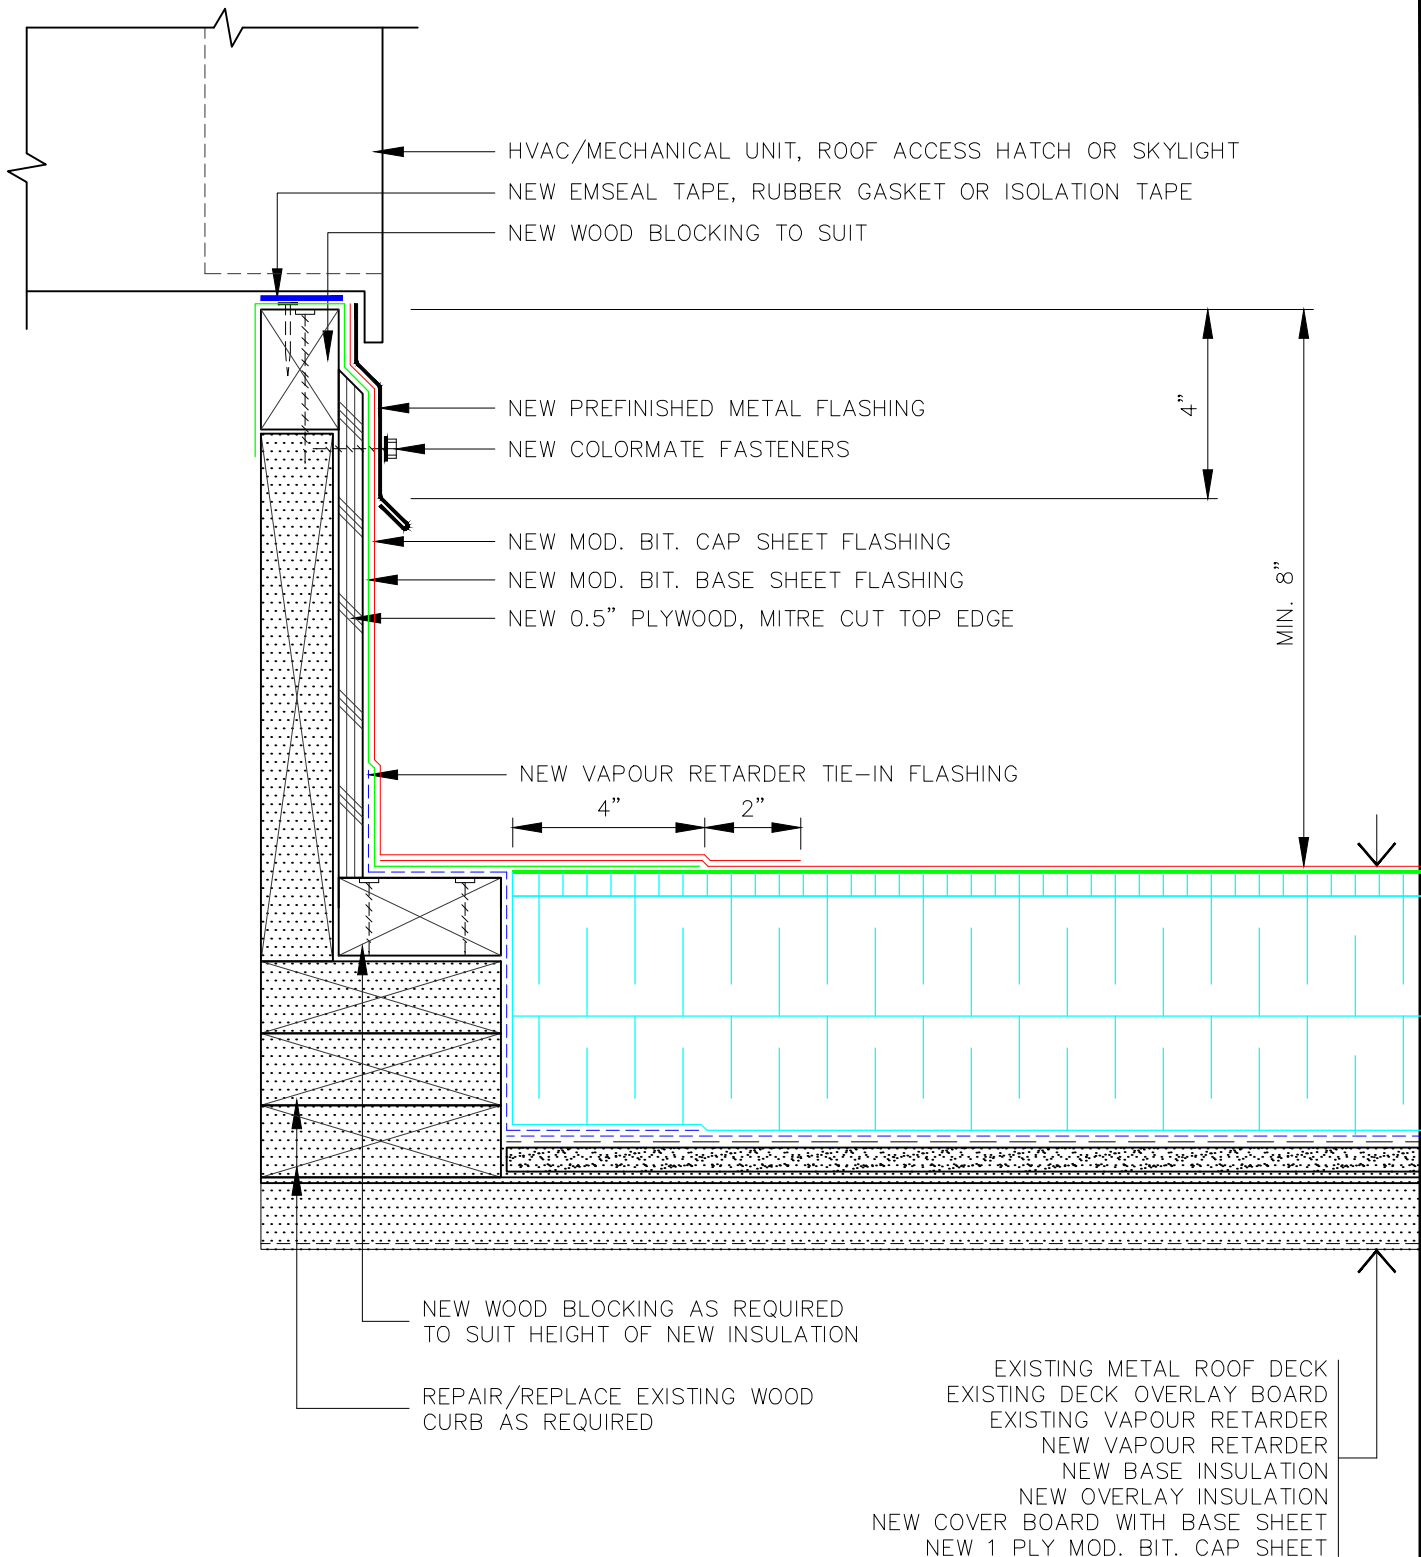 HVAC/MECHANICAL UNIT, ROOF ACCESS HATCH OR SKYLIGHT
NEW EMSEAL TAPE, RUBBER GASKET OR ISOLATION TAPE
NEW WOOD BLOCKING TO SUIT
NEW PREFINISHED METAL FLASHING
4”
NEW COLORMATE FASTENERS
NEW MOD. BIT. CAP SHEET FLASHING
NEW MOD. BIT. BASE SHEET FLASHING
NEW 0.5” PLYWOOD, MITRE CUT TOP EDGE
MIN. 8”
NEW VAPOUR RETARDER TIE–IN FLASHING
4”
2”
NEW WOOD BLOCKING AS REQUIRED
TO SUIT HEIGHT OF NEW INSULATION
REPAIR/REPLACE EXISTING WOOD
CURB AS REQUIRED
EXISTING METAL ROOF DECK
EXISTING DECK OVERLAY BOARD
EXISTING VAPOUR RETARDER
NEW VAPOUR RETARDER
NEW BASE INSULATION
NEW OVERLAY INSULATION
NEW COVER BOARD WITH BASE SHEET
NEW 1 PLY MOD. BIT. CAP SHEET